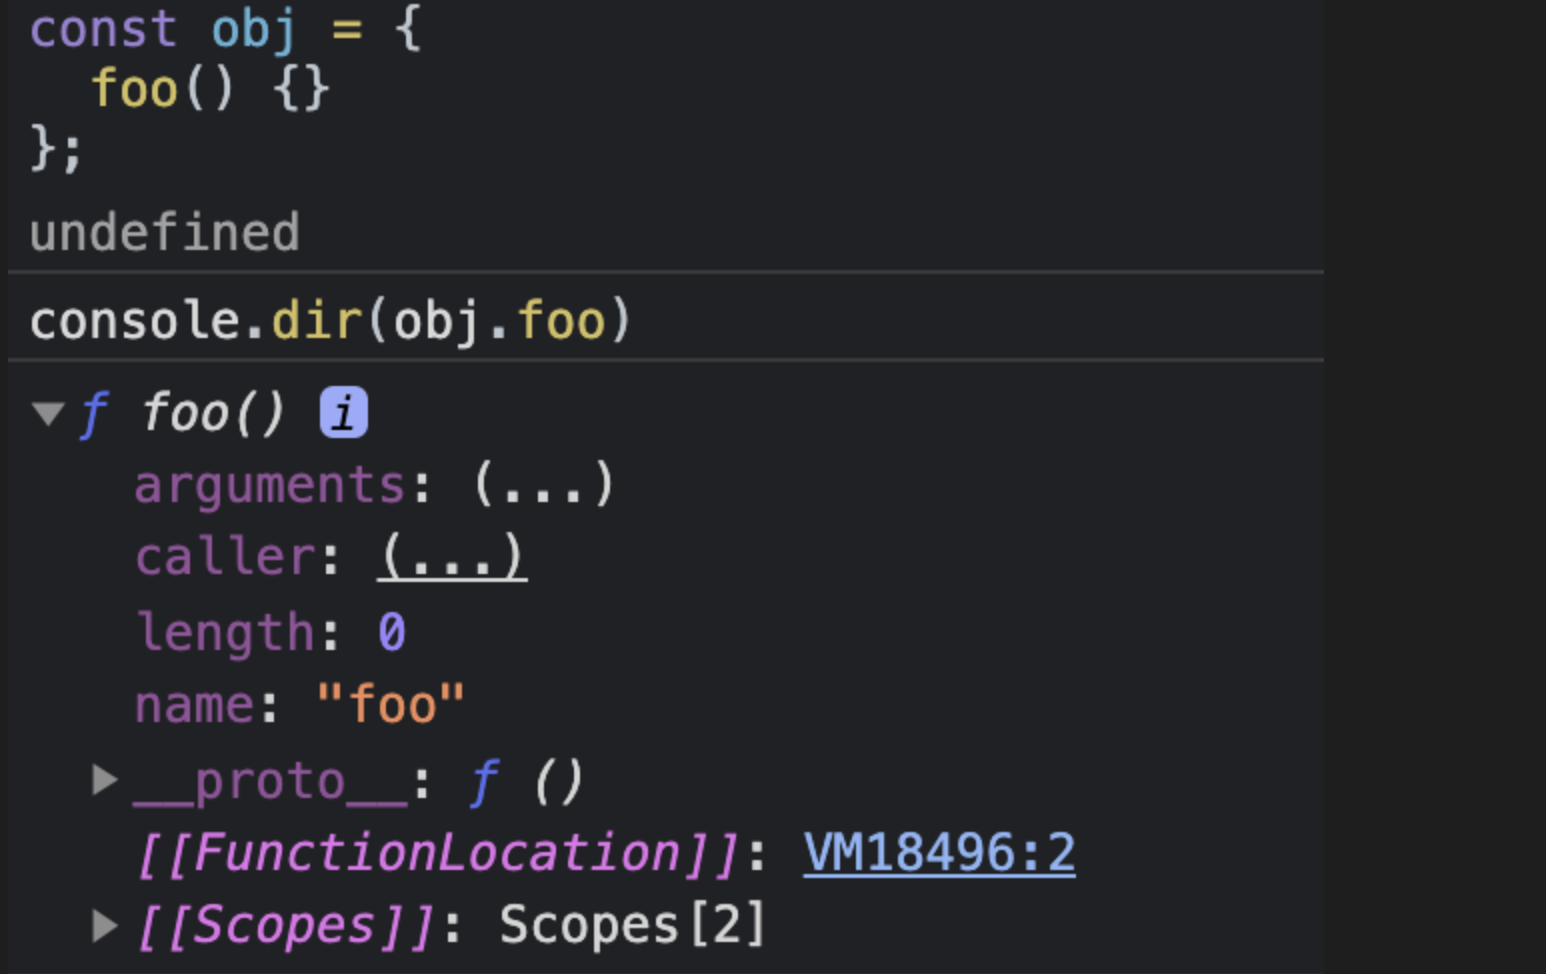 const obj = {
  foo() {}
};
undefined
console.dir(obj.foo)
▼ ƒ foo() i
arguments: (...)
caller: (...)
length: 0
name: "foo"
▶ __proto__: ƒ ()
[[FunctionLocation]]: VM18496:2
▶ [[Scopes]]: Scopes[2]